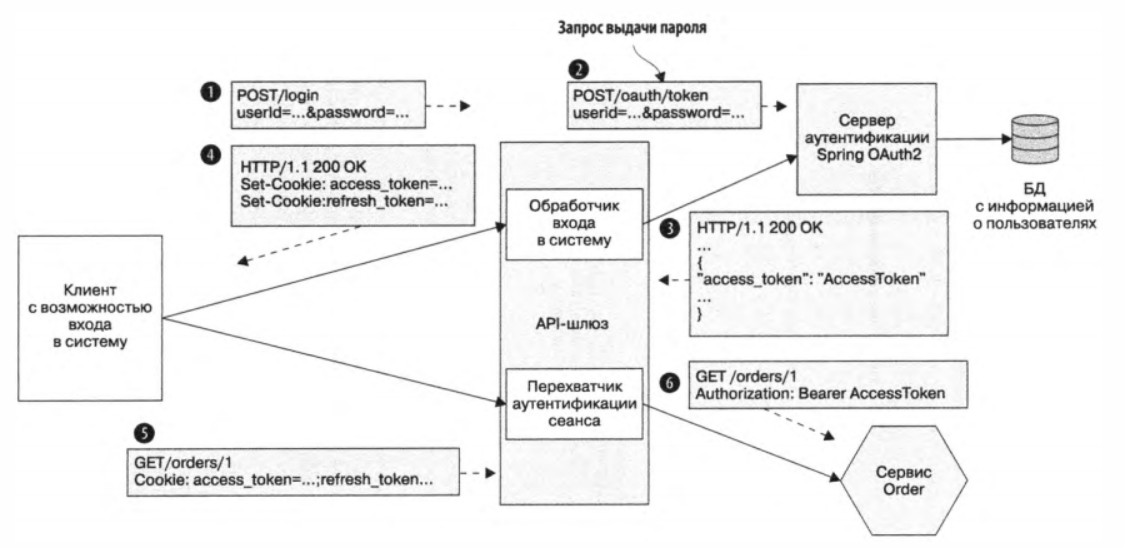 Запрос выдачи пароля
1
POST/login
userId=...&password=...
2
POST/oauth/token
userid=...&password=...
Сервер
аутентификации
Spring OAuth2
БД
с информацией
о пользователях
4
HTTP/1.1 200 OK
Set-Cookie: access_token=...
Set-Cookie:refresh_token=...
Обработчик
входа
в систему
3
HTTP/1.1 200 OK
...
{
"access_token": "AccessToken"
...
}
Клиент
с возможностью
входа
в систему
API-шлюз
Перехватчик
аутентификации
сеанса
6
GET /orders/1
Authorization: Bearer AccessToken
5
GET/orders/1
Cookie: access_token=...;refresh_token...
Сервис
Order